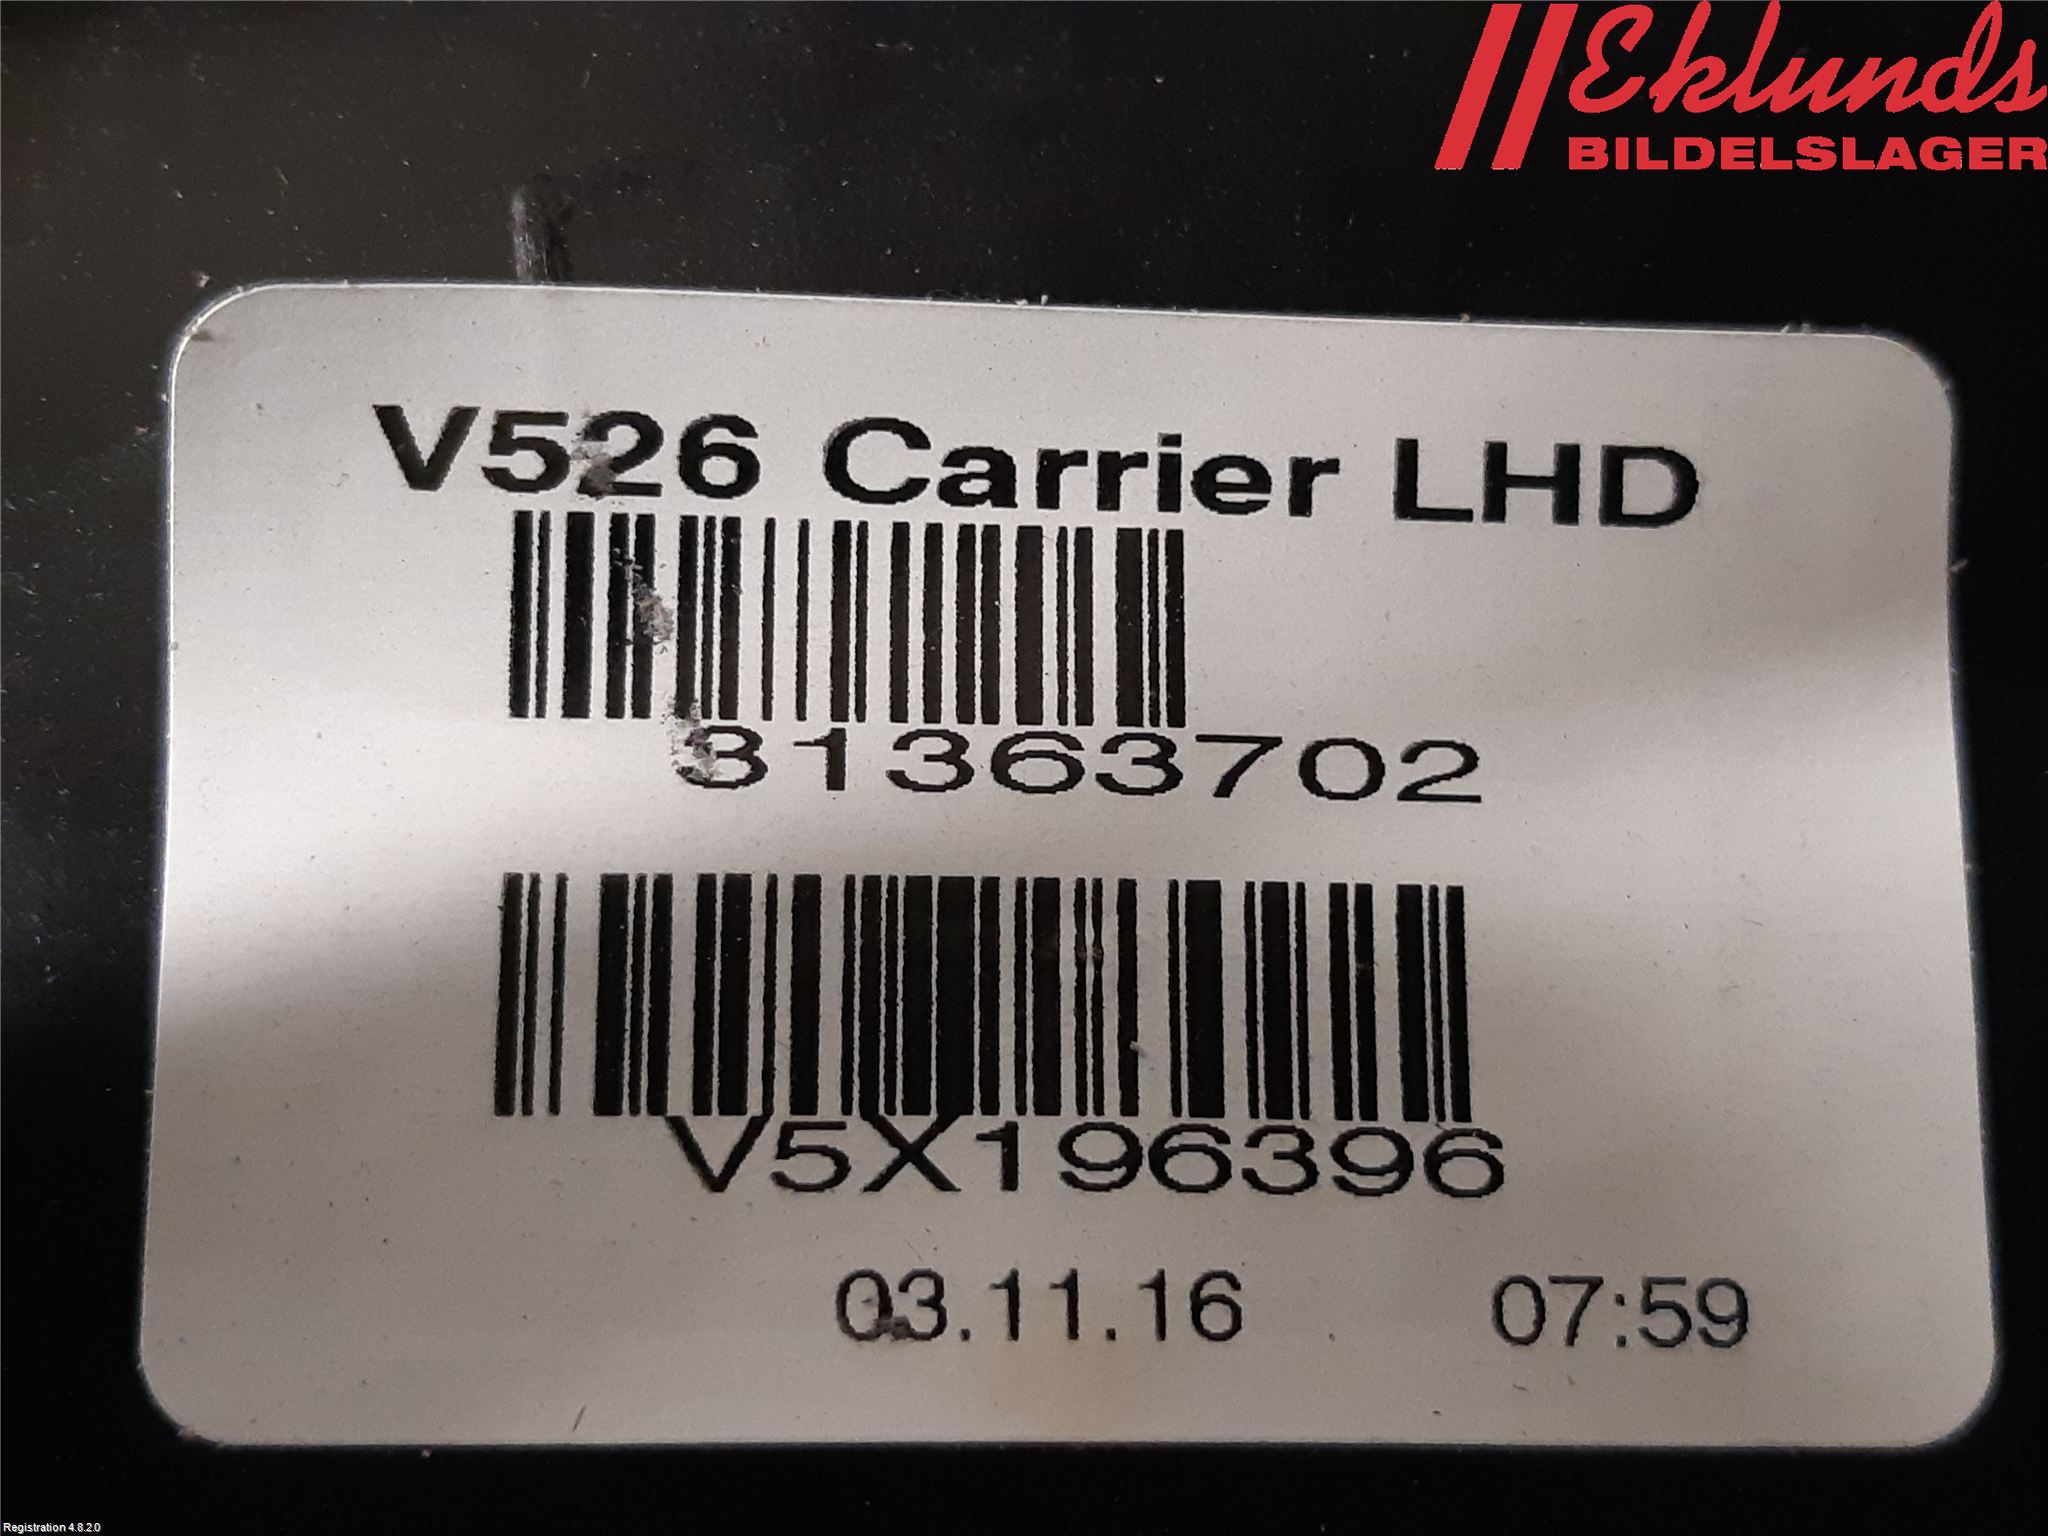 Eklunds
BILDELSLAGER
V526 Carrier LHD
31363702
V5X196396
03.11.16 07:59
Registration 4.8.2.0